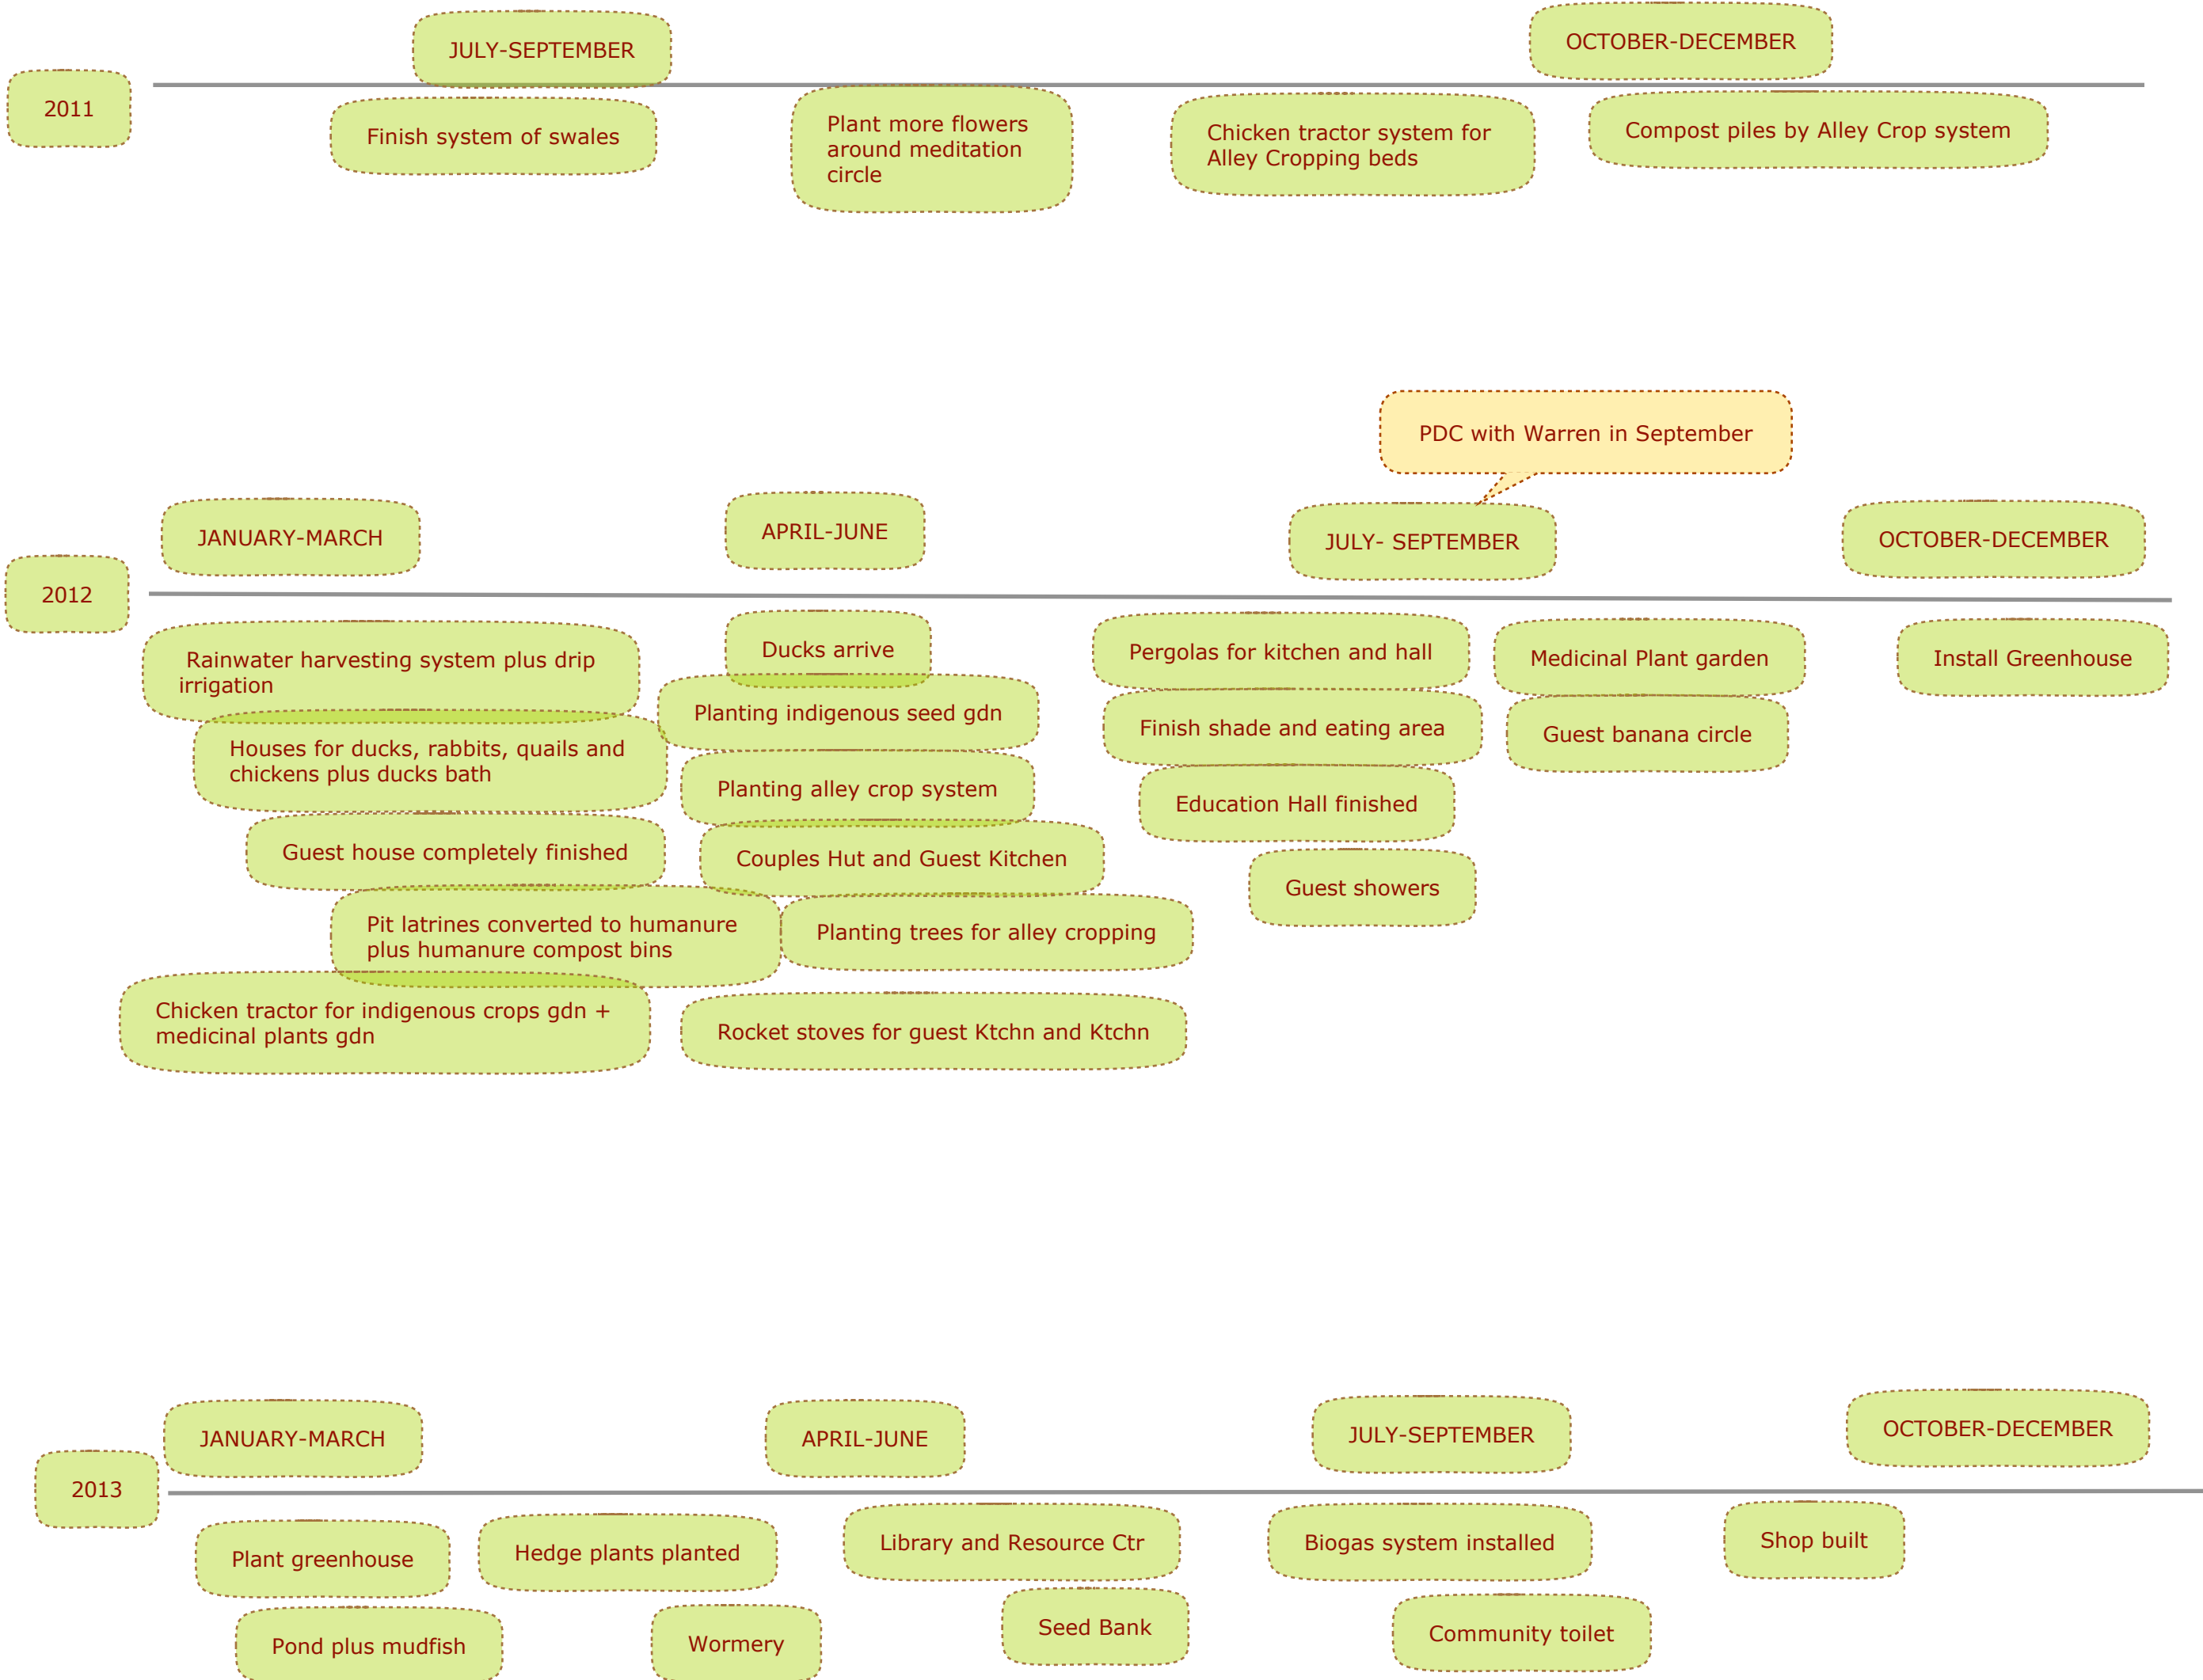 JULY-SEPTEMBER
OCTOBER-DECEMBER
2011
Finish system of swales
Plant more flowers
around meditation
circle
Chicken tractor system for
Alley Cropping beds
Compost piles by Alley Crop system
PDC with Warren in September
JANUARY-MARCH
APRIL-JUNE
JULY- SEPTEMBER
OCTOBER-DECEMBER
2012
Rainwater harvesting system plus drip
irrigation
Houses for ducks, rabbits, quails and
chickens plus ducks bath
Guest house completely finished
Pit latrines converted to humanure
plus humanure compost bins
Chicken tractor for indigenous crops gdn +
medicinal plants gdn
Ducks arrive
Planting indigenous seed gdn
Planting alley crop system
Couples Hut and Guest Kitchen
Planting trees for alley cropping
Rocket stoves for guest Ktchn and Ktchn
Pergolas for kitchen and hall
Finish shade and eating area
Education Hall finished
Guest showers
Medicinal Plant garden
Guest banana circle
Install Greenhouse
JANUARY-MARCH
APRIL-JUNE
JULY-SEPTEMBER
OCTOBER-DECEMBER
2013
Plant greenhouse
Hedge plants planted
Library and Resource Ctr
Biogas system installed
Shop built
Pond plus mudfish
Wormery
Seed Bank
Community toilet